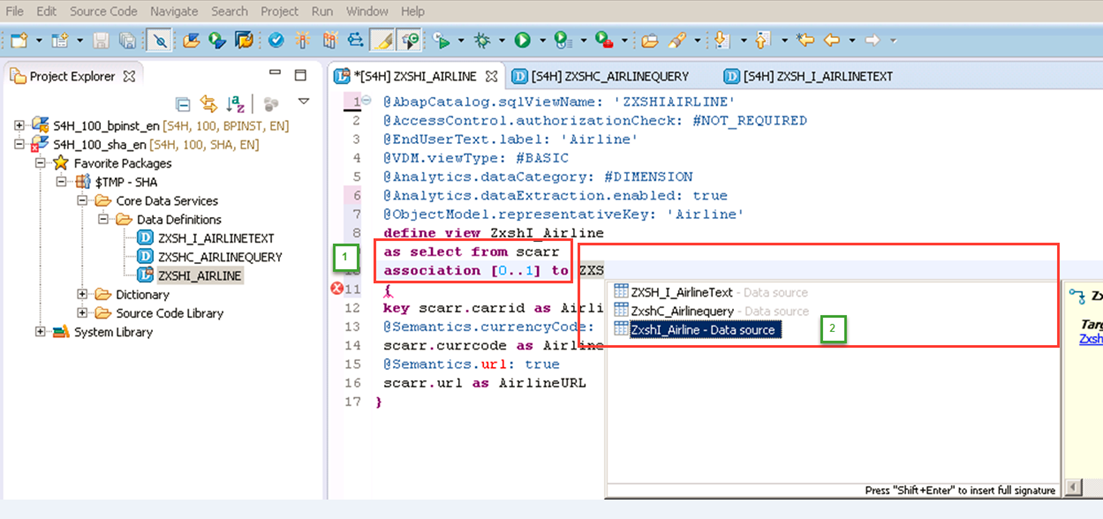 File Edit Source Code Navigate Search Project Run Window Help
Project Explorer
S4H_100_bpinst_en [S4H, 100, BPINST, EN]
S4H_100_sha_en [S4H, 100, SHA, EN]
Favorite Packages
$TMP - SHA
Core Data Services
Data Definitions
ZXSH_I_AIRLINETEXT
ZXSHC_AIRLINEQUERY
ZXSHI_AIRLINE
Dictionary
Source Code Library
System Library
*[S4H] ZXSHI_AIRLINE [S4H] ZXSHC_AIRLINEQUERY [S4H] ZXSH_I_AIRLINETEXT
1 @AbapCatalog.sqlViewName: 'ZXSHIAIRLINE'
2 @AccessControl.authorizationCheck: #NOT_REQUIRED
3 @EndUserText.label: 'Airline'
4 @VDM.viewType: #BASIC
5 @Analytics.dataCategory: #DIMENSION
6 @Analytics.dataExtraction.enabled: true
7 @ObjectModel.representativeKey: 'Airline'
8 define view ZxshI_Airline
1 as select from scarr
association [0..1] to ZXS
11 {
12 key scarr.carrid as Airli
13 @Semantics.currencyCode:
14 scarr.currcode as Airline
15 @Semantics.url: true
16 scarr.url as AirlineURL
17 }
ZXSH_I_AirlineText - Data source
ZxshC_Airlinequery - Data source
ZxshI_Airline - Data source 2
Press "Shift+Enter" to insert full signature
Zx
Targ
Zxsh